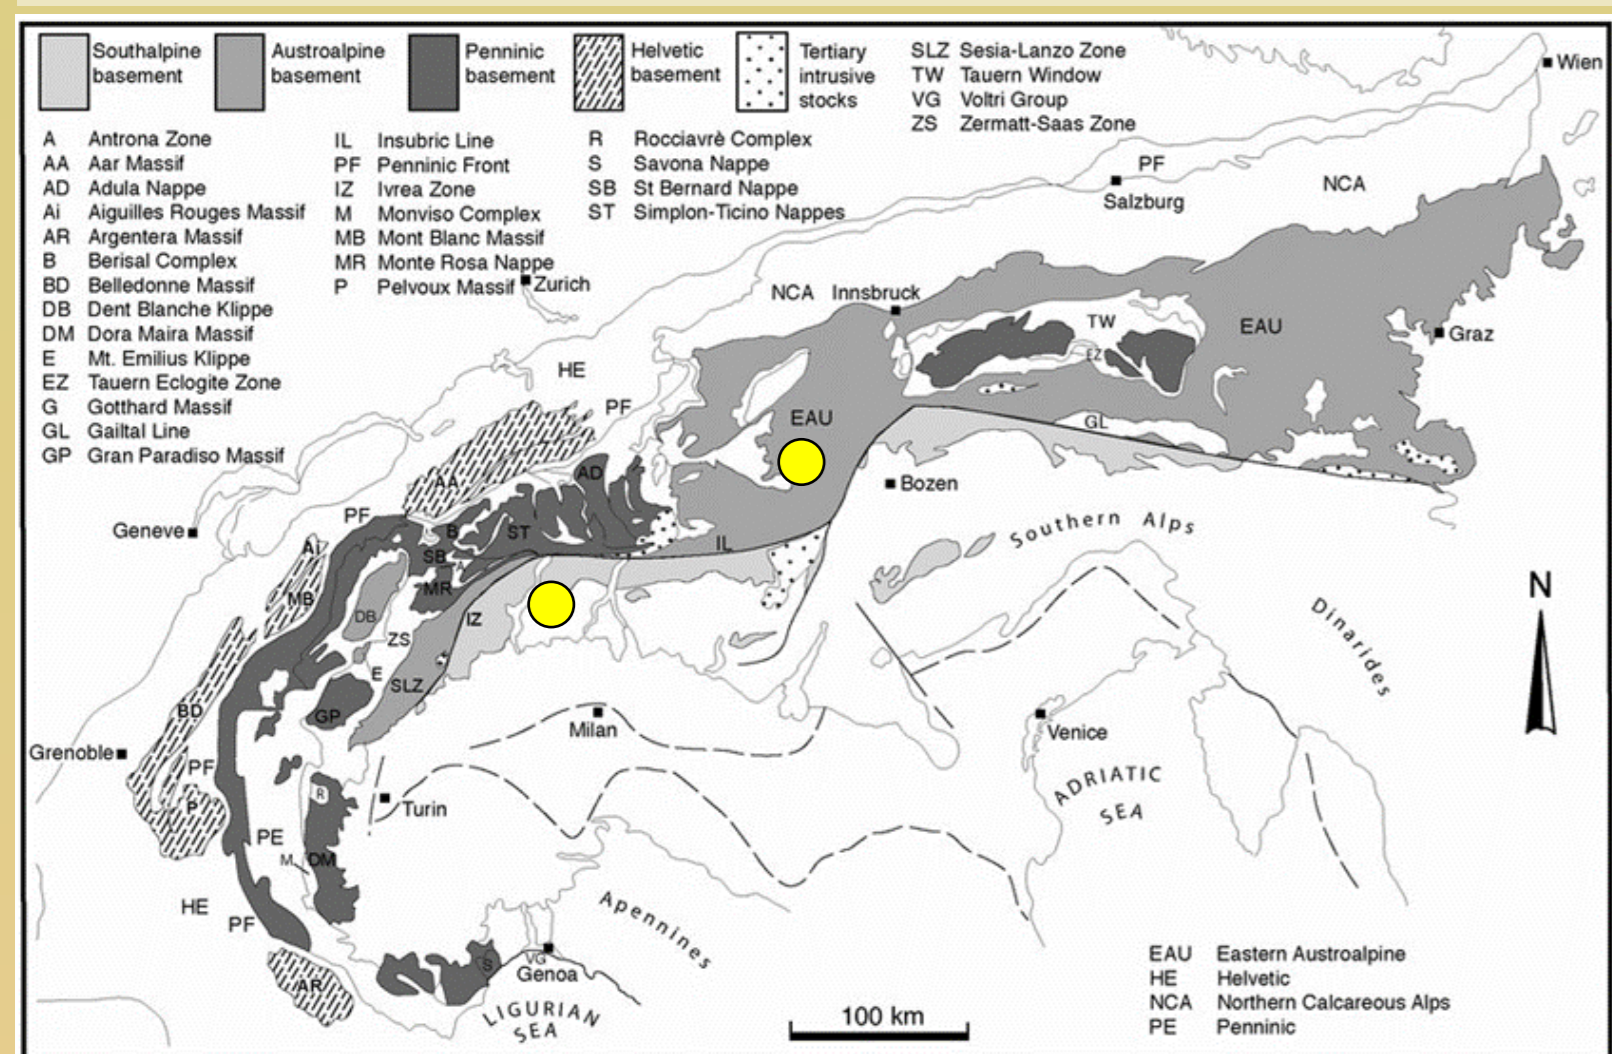 Southalpine
basement
Austroalpine
basement
Penninic
basement
Helvetic
basement
Tertiary
intrusive
stocks
SLZ Sesia-Lanzo Zone
TW Tauern Window
VG Voltri Group
ZS Zermatt-Saas Zone
A Antrona Zone
AA Aar Massif
AD Adula Nappe
Ai Aiguilles Rouges Massif
AR Argentera Massif
B Berisal Complex
BD Belledonne Massif
DB Dent Blanche Klippe
DM Dora Maira Massif
E Mt. Emilius Klippe
EZ Tauern Eclogite Zone
G Gotthard Massif
GL Gailtal Line
GP Gran Paradiso Massif
IL Insubric Line
PF Penninic Front
IZ Ivrea Zone
M Monviso Complex
MB Mont Blanc Massif
MR Monte Rosa Nappe
P Pelvoux Massif
R Rocciavrè Complex
S Savona Nappe
SB St Bernard Nappe
ST Simplon-Ticino Nappes
Wien
PF
Salzburg
NCA
Zurich
NCA
Innsbruck
TW
EZ
EAU
Graz
HE
PF
EAU
GL
AD
AA
Bozen
PF
Geneve
B
ST
IL
Southern Alps
Ai
SB
A
MR
MB
DB
IZ
ZS
N
Dinarides
E
SLZ
BD
GP
Milan
Venice
Grenoble
PF
R
P
Turin
ADRIATIC
SEA
PE
M
DM
HE
PF
Apennines
S
VG
Genoa
AR
LIGURIAN
SEA
100 km
EAU Eastern Austroalpine
HE Helvetic
NCA Northern Calcareous Alps
PE Penninic